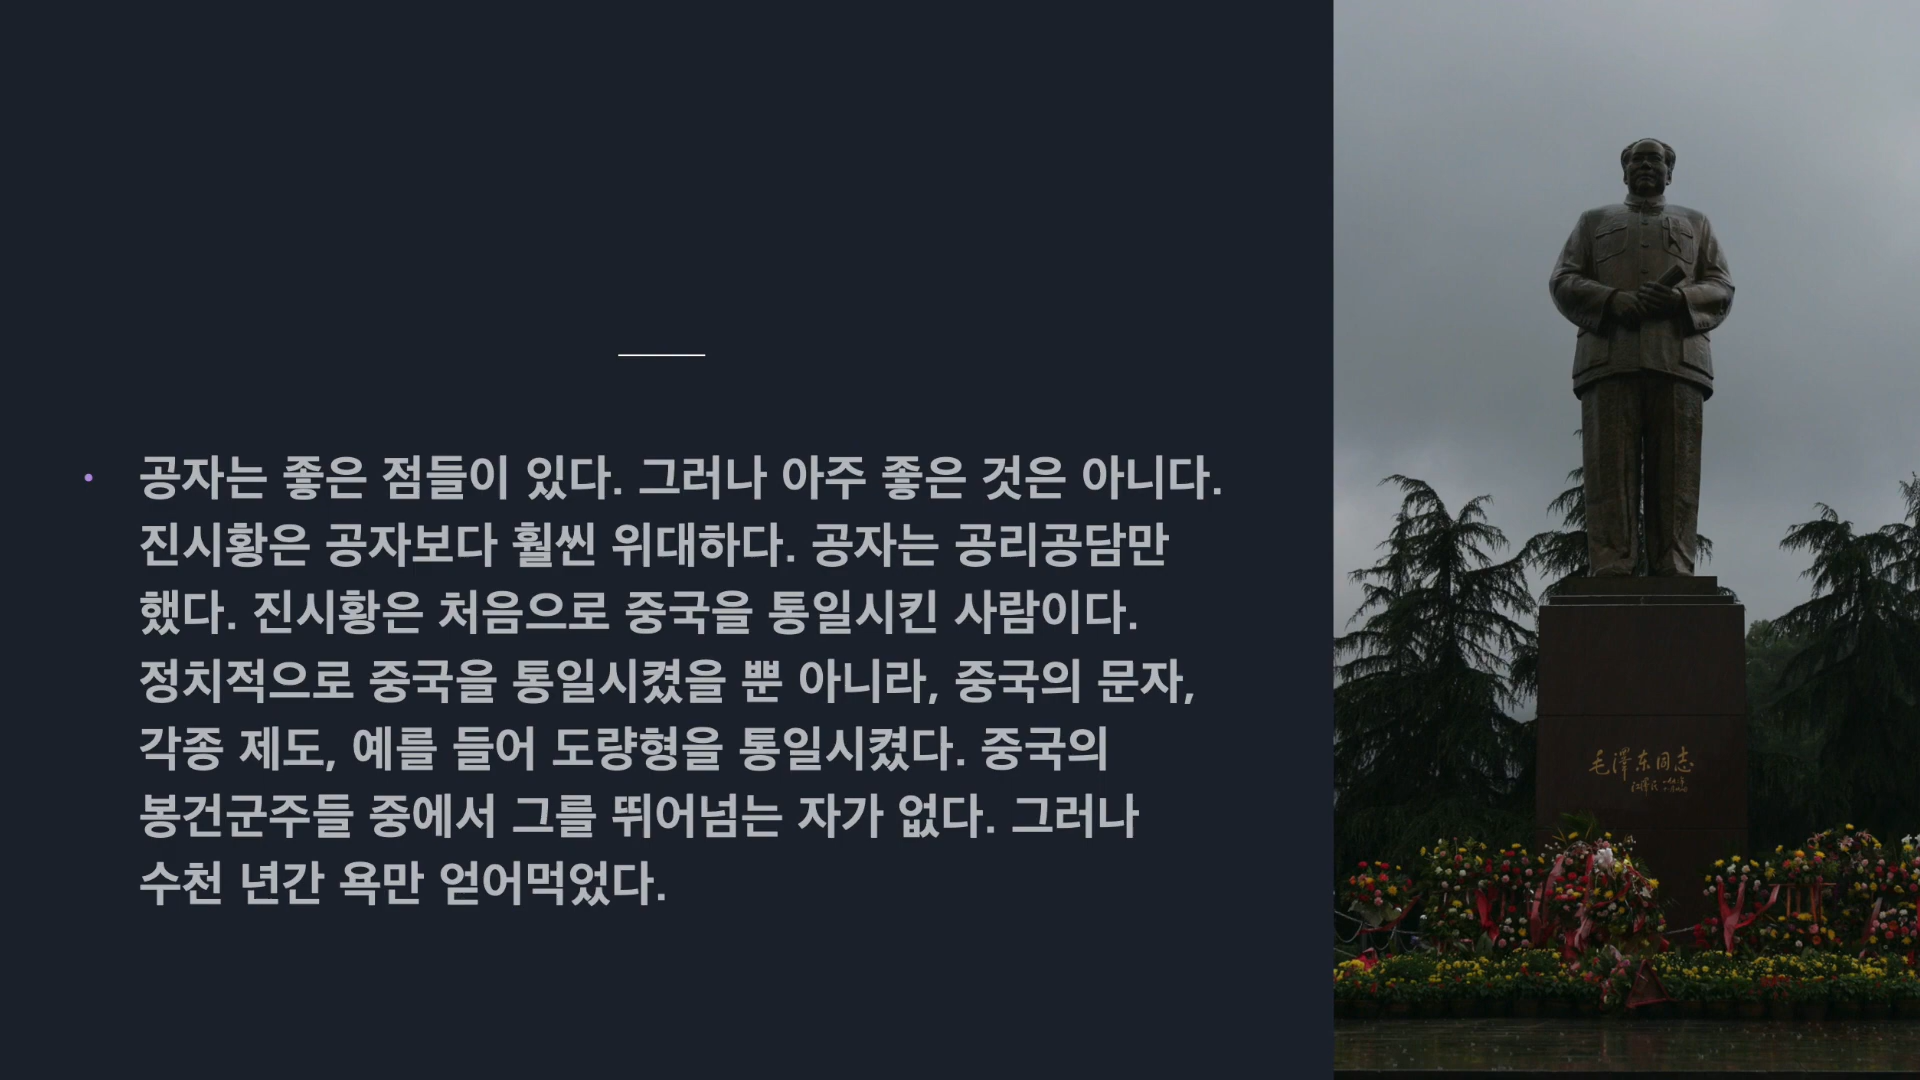 공자는 좋은 점들이 있다. 그러나 아주 좋은 것은 아니다.
진시황은 공자보다 훨씬 위대하다. 공자는 공리공담만
했다. 진시황은 처음으로 중국을 통일시킨 사람이다.
정치적으로 중국을 통일시켰을 뿐 아니라, 중국의 문자,
각종 제도, 예를 들어 도량형을 통일시켰다. 중국의
봉건군주들 중에서 그를 뛰어넘는 자가 없다. 그러나
수천 년간 욕만 얻어먹었다.
毛泽东同志